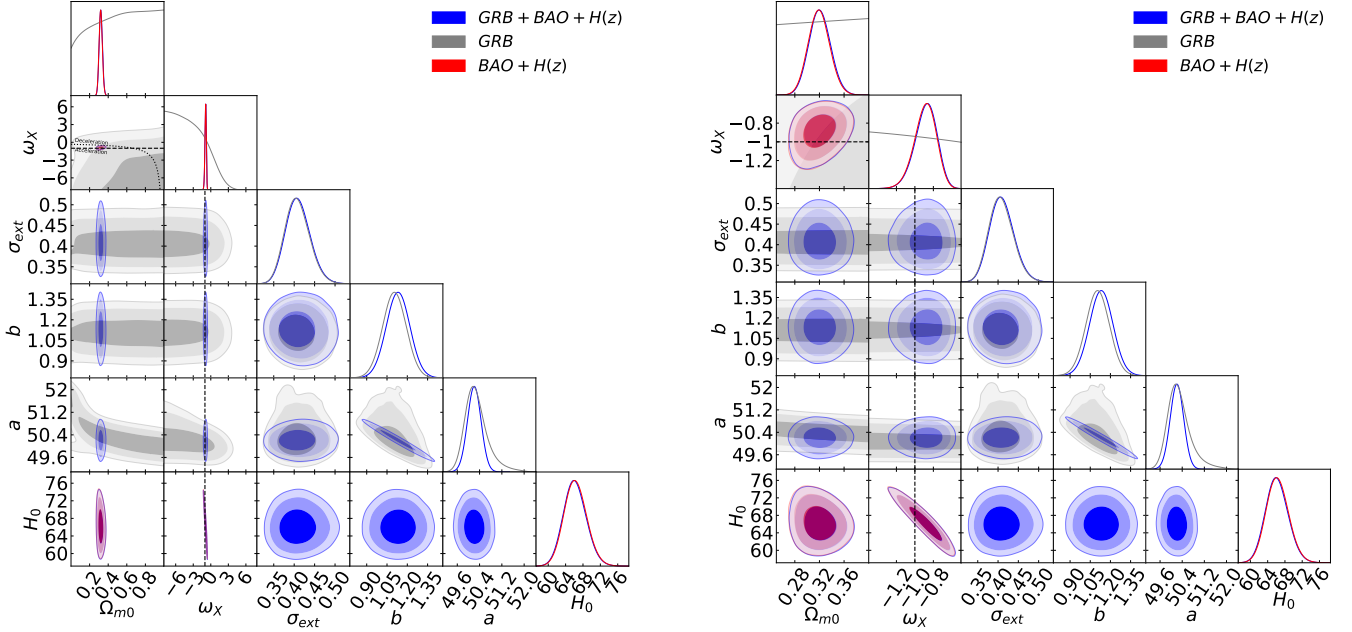 GRB + BAO + H(z)
GRB
BAO + H(z)
6
3
0
−3
−6
ω_X
Deceleration
Acceleration
0.5
0.45
0.4
0.35
σ_ext
1.35
1.2
1.05
0.9
b
52
51.2
50.4
49.6
a
76
72
68
64
60
H_0
0.2 0.4 0.6 0.8
Ω_m0
−6 −3 0 3 6
ω_X
0.35 0.40 0.45 0.50
σ_ext
0.90 1.05 1.20 1.35
b
49.6 50.4 51.2 52.0
a
60 64 68 72 76
H_0
GRB + BAO + H(z)
GRB
BAO + H(z)
−0.8
−1
−1.2
ω_X
0.5
0.45
0.4
0.35
σ_ext
1.35
1.2
1.05
0.9
b
52
51.2
50.4
49.6
a
76
72
68
64
60
H_0
0.28 0.32 0.36
Ω_m0
−1.2 −1.0 −0.8
ω_X
0.35 0.40 0.45 0.50
σ_ext
0.90 1.05 1.20 1.35
b
49.6 50.4 51.2 52.0
a
60 64 68 72 76
H_0